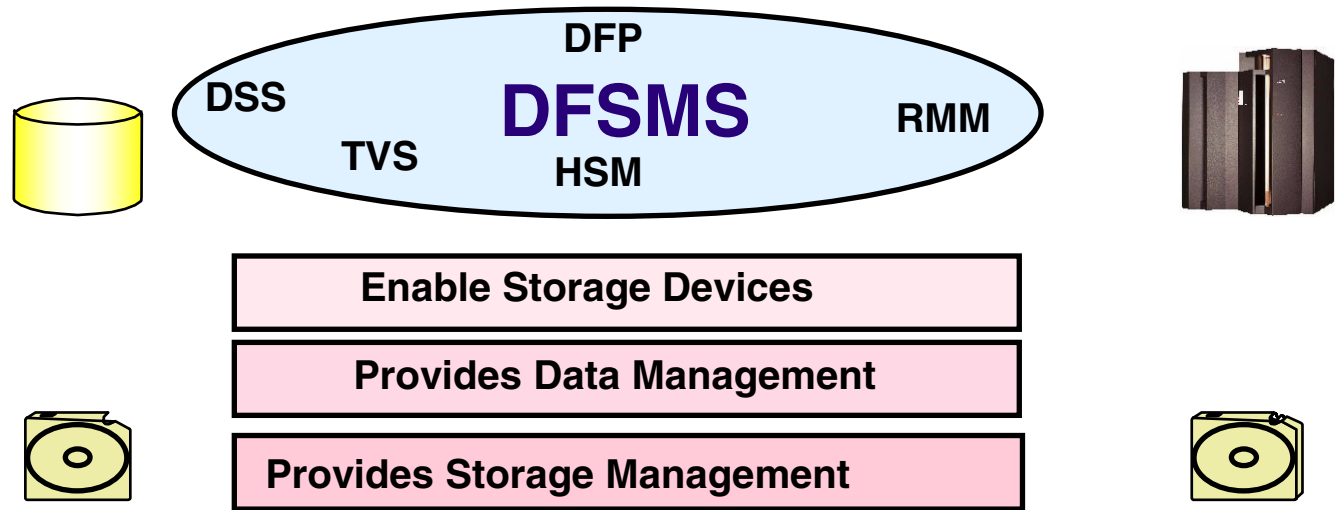 DFP
DSS
DFSMS
RMM
TVS
HSM
Enable Storage Devices
Provides Data Management
Provides Storage Management